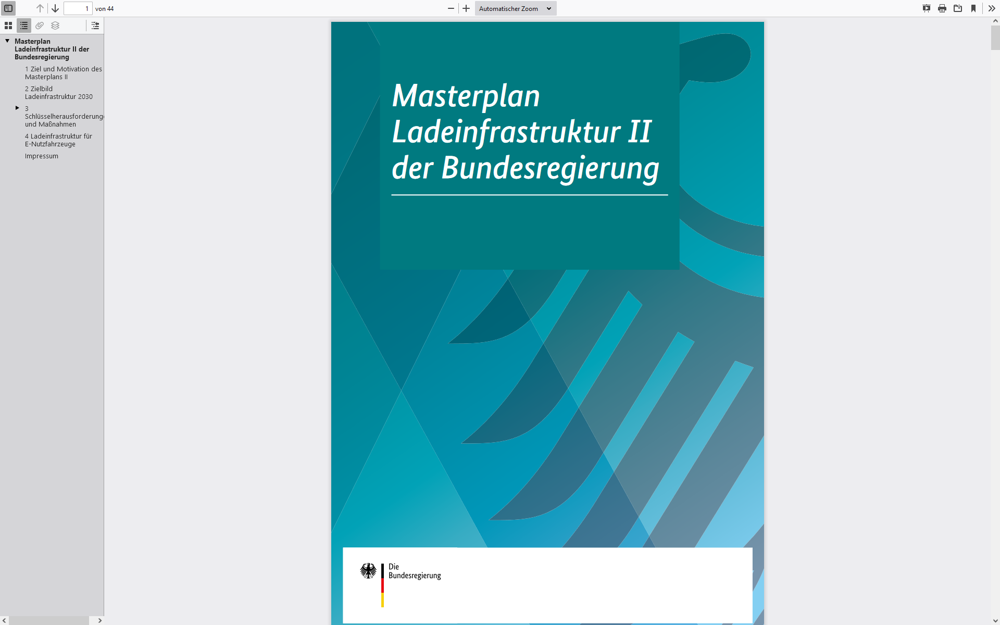 1
von 44
Automatischer Zoom
Masterplan
Ladeinfrastruktur II der
Bundesregierung
1 Ziel und Motivation des
Masterplans II
2 Zielbild
Ladeinfrastruktur 2030
3
Schlüsselherausforderung
und Maßnahmen
4 Ladeinfrastruktur für
E-Nutzfahrzeuge
Impressum
Masterplan
Ladeinfrastruktur II
der Bundesregierung
Die
Bundesregierung